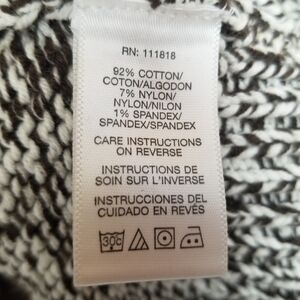 RN: 111818
92% COTTON/
COTON/ALGODON
7% NYLON/
NYLON/NILON
1% SPANDEX/
SPANDEX/SPANDEX
CARE INSTRUCTIONS
ON REVERSE
INSTRUCTIONS DE
SOIN SUR L'INVERSE
INSTRUCCIONES DEL
CUIDADO EN REVÉS
30C